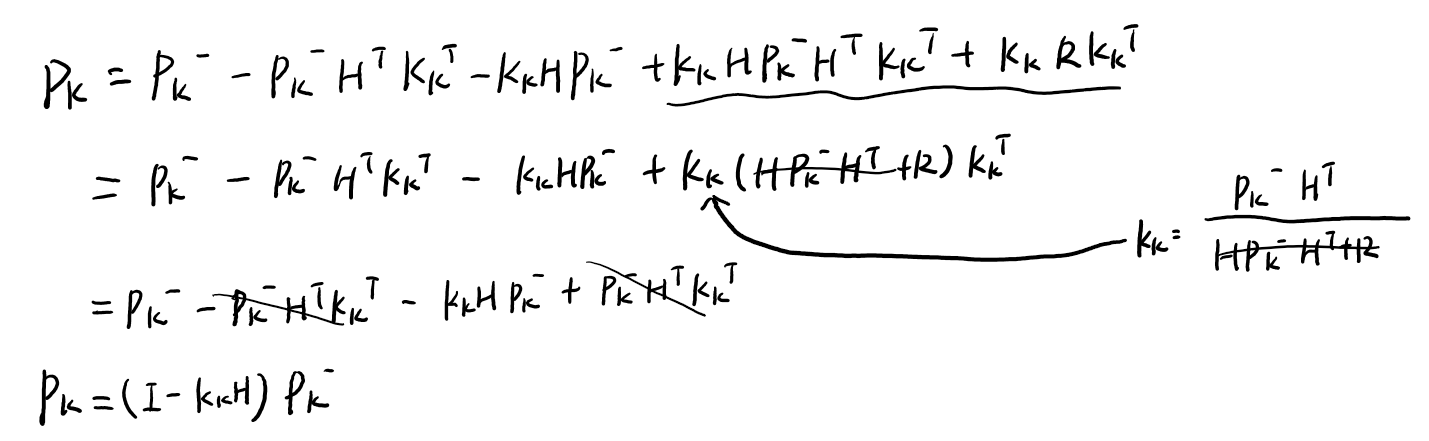 P_k = P_k^- - P_k^- H^T K_k^T - K_k H P_k^- + K_k H P_k^- H^T K_k^T + K_k R K_k^T
= P_k^- - P_k^- H^T K_k^T - K_k H P_k^- + K_k (H P_k^- H^T + R) K_k^T
K_k = P_k^- H^T / H P_k^- H^T + R
= P_k^- - P_k^- H^T K_k^T - K_k H P_k^- + P_k^- H^T K_k^T
P_k = (I - K_k H) P_k^-